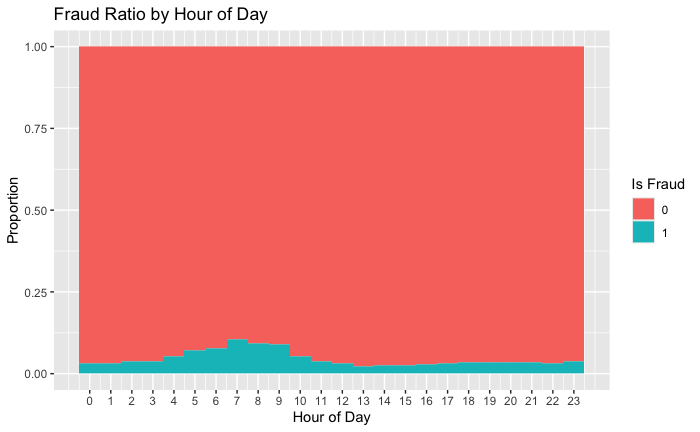 Fraud Ratio by Hour of Day
1.00
0.75
0.50
0.25
0.00
Proportion
0 1 2 3 4 5 6 7 8 9 10 11 12 13 14 15 16 17 18 19 20 21 22 23
Hour of Day
Is Fraud
0
1